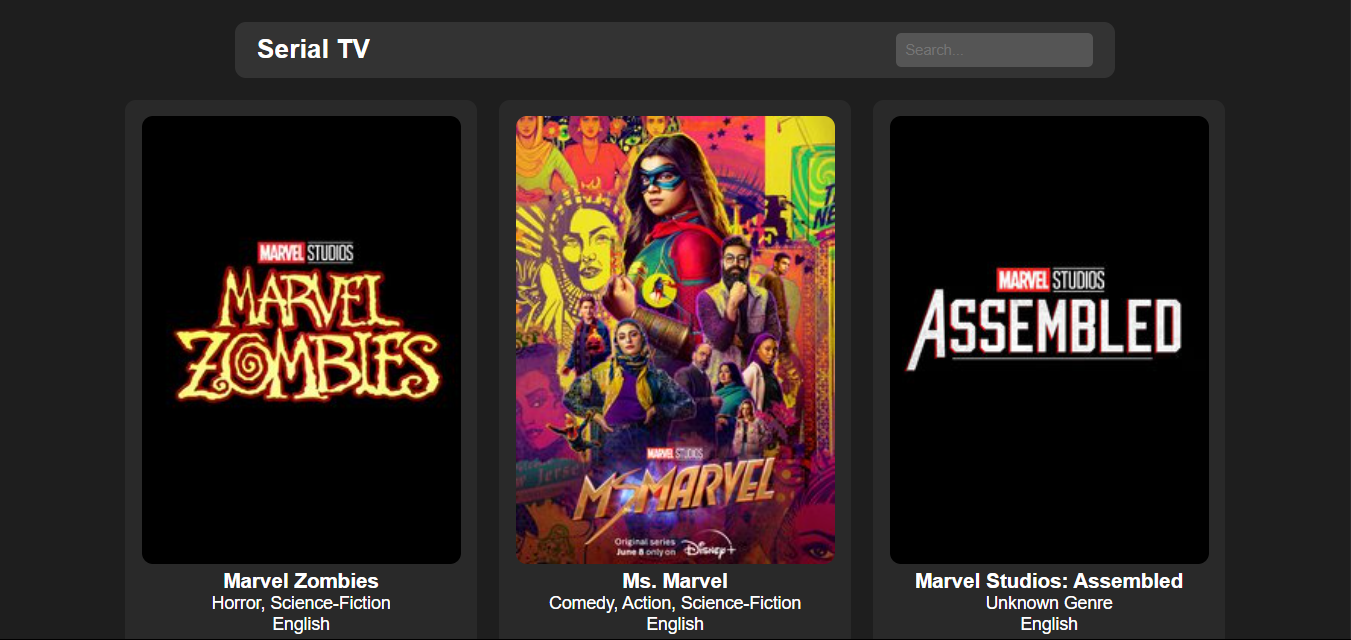 Serial TV
Search...
MARVEL STUDIOS
MARVEL
ZOMBIES
Marvel Zombies
Horror, Science-Fiction
English
MARVEL STUDIOS
MS. MARVEL
Original series
June 8 only on Disney+
Ms. Marvel
Comedy, Action, Science-Fiction
English
MARVEL STUDIOS
ASSEMBLED
Marvel Studios: Assembled
Unknown Genre
English